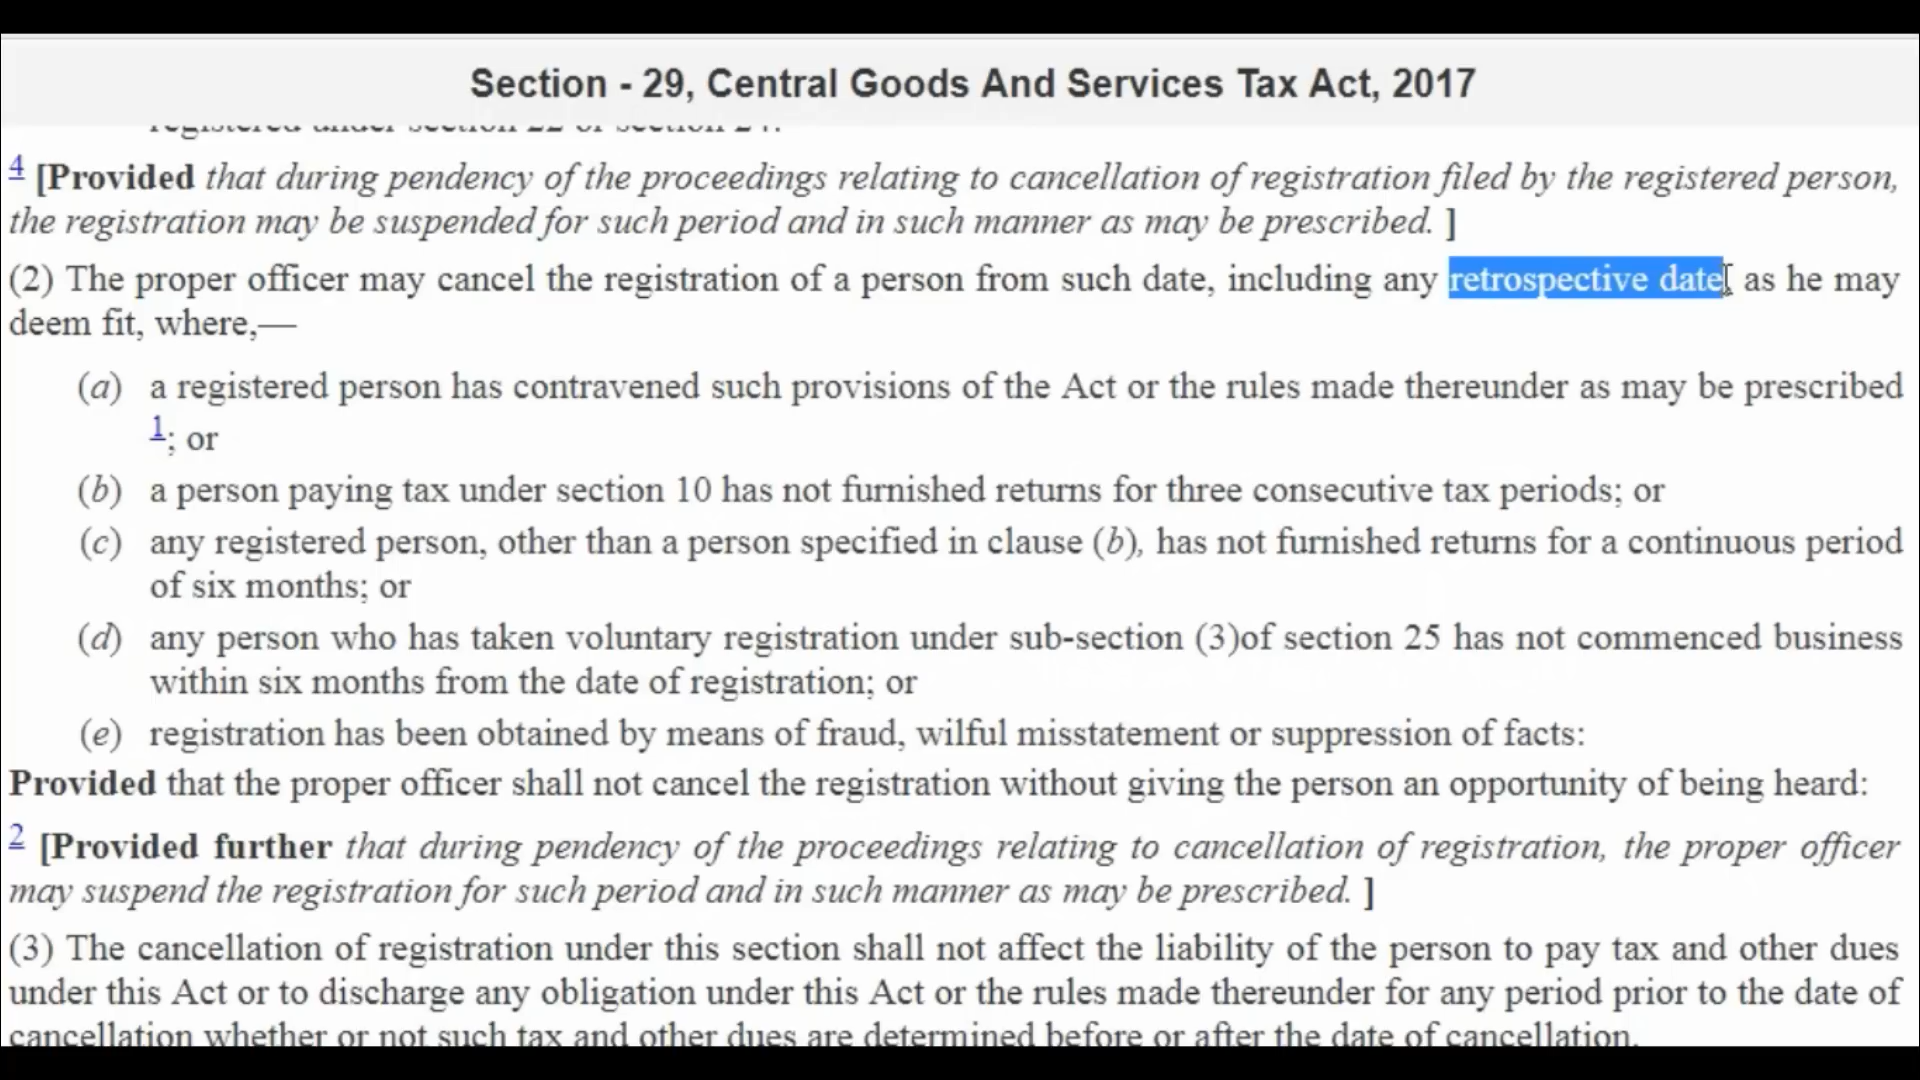 Section - 29, Central Goods And Services Tax Act, 2017
registered under section 22 or section 24.
4 [Provided that during pendency of the proceedings relating to cancellation of registration filed by the registered person,
the registration may be suspended for such period and in such manner as may be prescribed. ]
(2) The proper officer may cancel the registration of a person from such date, including any retrospective date, as he may
deem fit, where,—
(a) a registered person has contravened such provisions of the Act or the rules made thereunder as may be prescribed
1; or
(b) a person paying tax under section 10 has not furnished returns for three consecutive tax periods; or
(c) any registered person, other than a person specified in clause (b), has not furnished returns for a continuous period
of six months; or
(d) any person who has taken voluntary registration under sub-section (3)of section 25 has not commenced business
within six months from the date of registration; or
(e) registration has been obtained by means of fraud, wilful misstatement or suppression of facts:
Provided that the proper officer shall not cancel the registration without giving the person an opportunity of being heard:
2 [Provided further that during pendency of the proceedings relating to cancellation of registration, the proper officer
may suspend the registration for such period and in such manner as may be prescribed. ]
(3) The cancellation of registration under this section shall not affect the liability of the person to pay tax and other dues
under this Act or to discharge any obligation under this Act or the rules made thereunder for any period prior to the date of
cancellation whether or not such tax and other dues are determined before or after the date of cancellation.